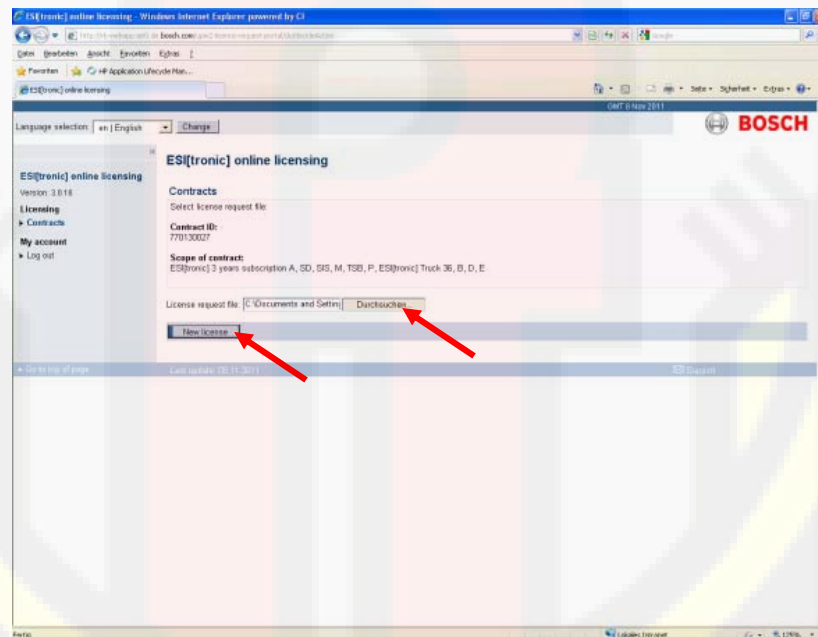 ESI[tronic] online licensing - Windows Internet Explorer powered by CI
bosch.com
Google
Datei Bearbeiten Ansicht Favoriten Extras ?
Favoriten HP Application Lifecycle Man...
ESI[tronic] online licensing
Seite Sicherheit Extras
GMT 8 Nov 2011
Language selection: en | English Change
BOSCH
ESI[tronic] online licensing
Version: 3.0.16
Licensing
Contracts
My account
Log out
ESI[tronic] online licensing
Contracts
Select license request file:
Contract ID:
770130027
Scope of contract:
ESI[tronic] 3 years subscription A, SD, SIS, M, TSB, P, ESI[tronic] Truck 36, B, D, E
License request file: C:\Documents and Settin Durchsuchen...
New license
Go to top of page
Last update: 08.11.2011
Support
Fertig
Lokales Intranet
125%